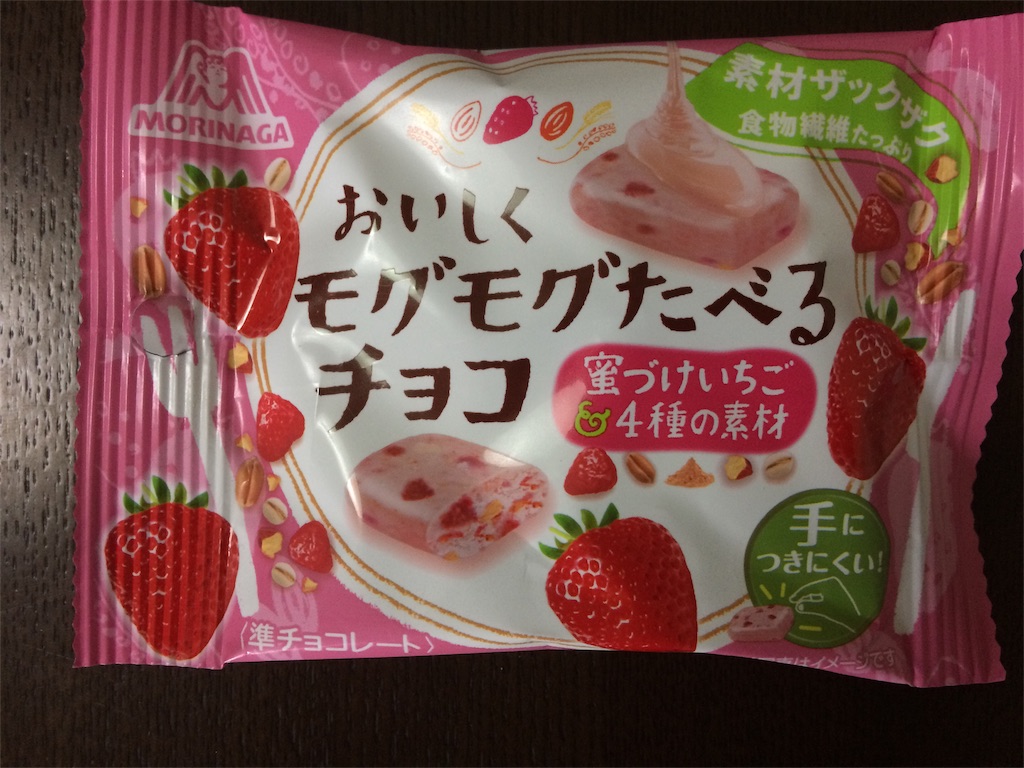 MORINAGA
素材ザックザク
食物繊維たっぷり
おいしく
モグモグたべる
チョコ
蜜づけいちご
&4種の素材
手に
つきにくい!
〈準チョコレート〉
はイメージです